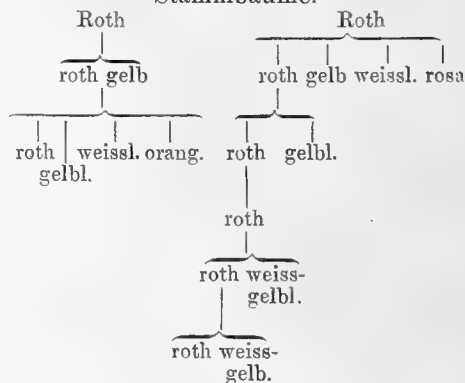 Stammbäume.
Roth Roth
roth gelb roth gelb weissl. rosa
roth weissl. orang. roth gelbl.
gelbl.
roth
roth weiss-
gelbl.
roth weiss-
gelb.